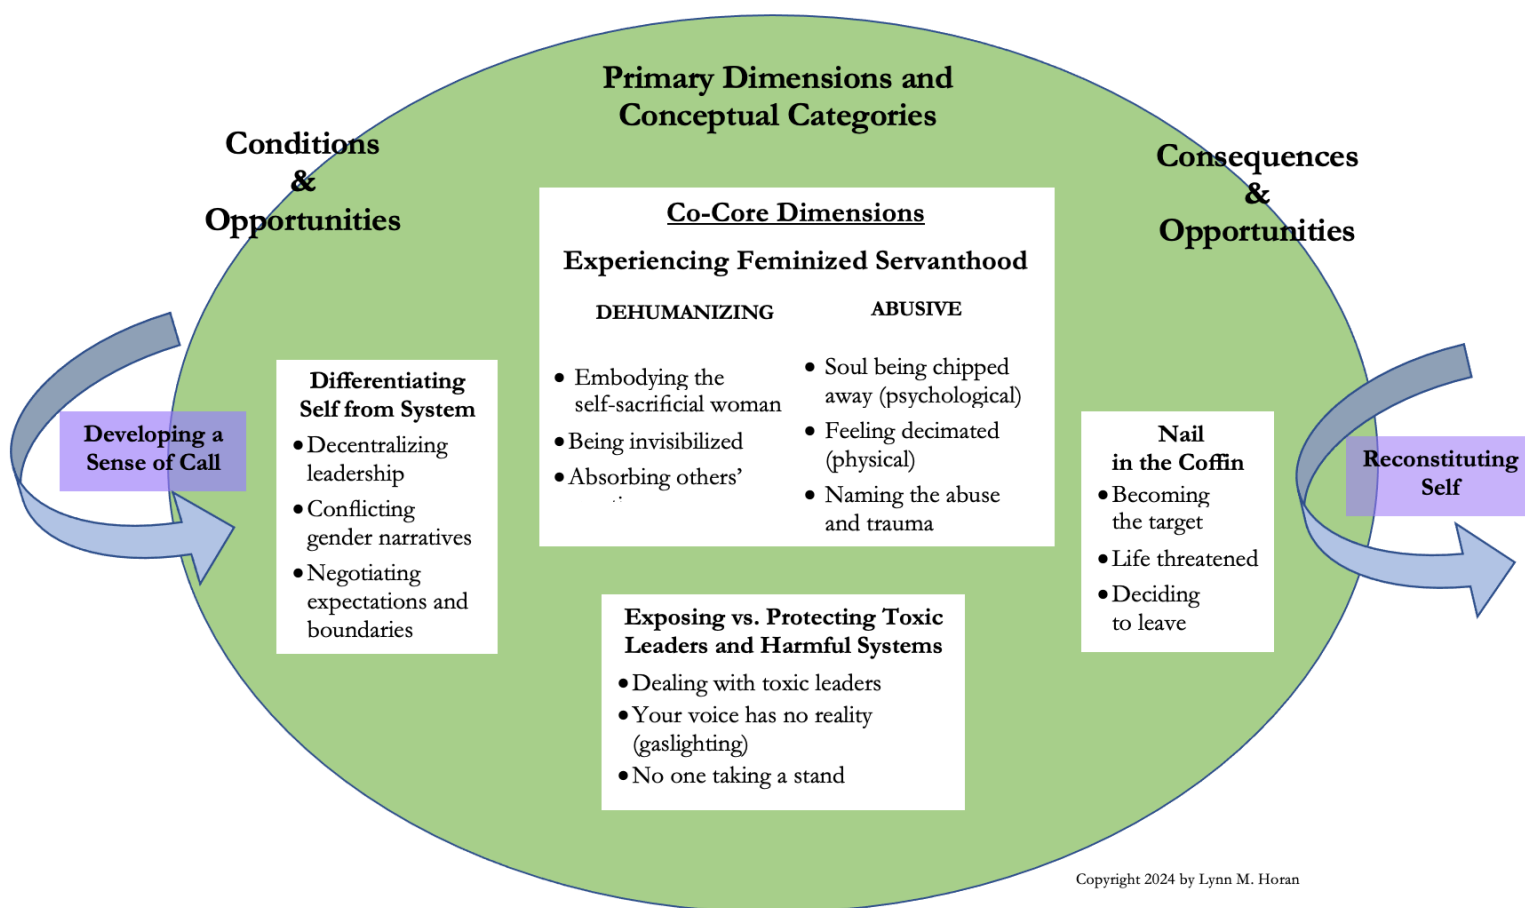 Primary Dimensions and
Conceptual Categories
Conditions
&
Opportunities
Consequences
&
Opportunities
Developing a
Sense of Call
Differentiating
Self from System
• Decentralizing
leadership
• Conflicting
gender narratives
• Negotiating
expectations and
boundaries
Co-Core Dimensions
Experiencing Feminized Servanthood
DEHUMANIZING
• Embodying the
self-sacrificial woman
• Being invisibilized
• Absorbing others’
ABUSIVE
• Soul being chipped
away (psychological)
• Feeling decimated
(physical)
• Naming the abuse
and trauma
Exposing vs. Protecting Toxic
Leaders and Harmful Systems
• Dealing with toxic leaders
• Your voice has no reality
(gaslighting)
• No one taking a stand
Nail
in the Coffin
• Becoming
the target
• Life threatened
• Deciding
to leave
Reconstituting
Self
Copyright 2024 by Lynn M. Horan